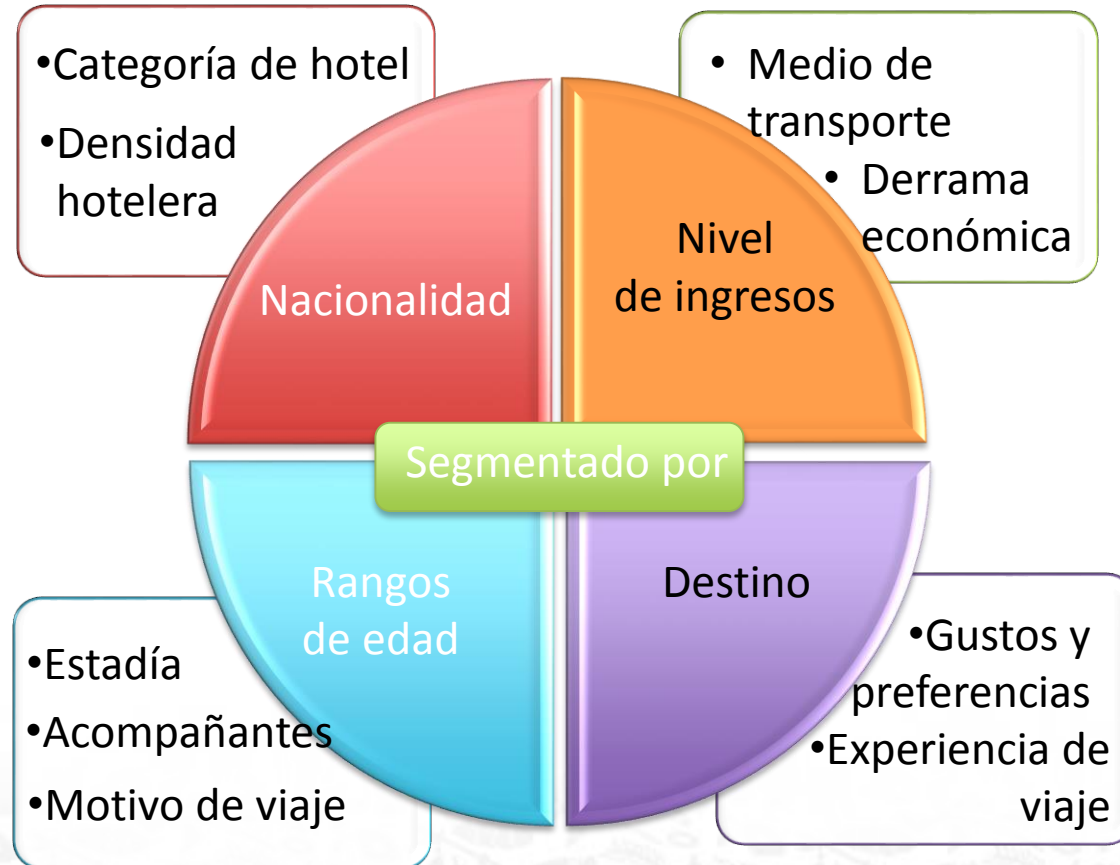 •Categoría de hotel
•Densidad
hotelera
• Medio de
transporte
• Derrama
económica
Nacionalidad
Nivel
de ingresos
Segmentado por
Rangos
de edad
Destino
•Estadía
•Acompañantes
•Motivo de viaje
•Gustos y
preferencias
•Experiencia de
viaje